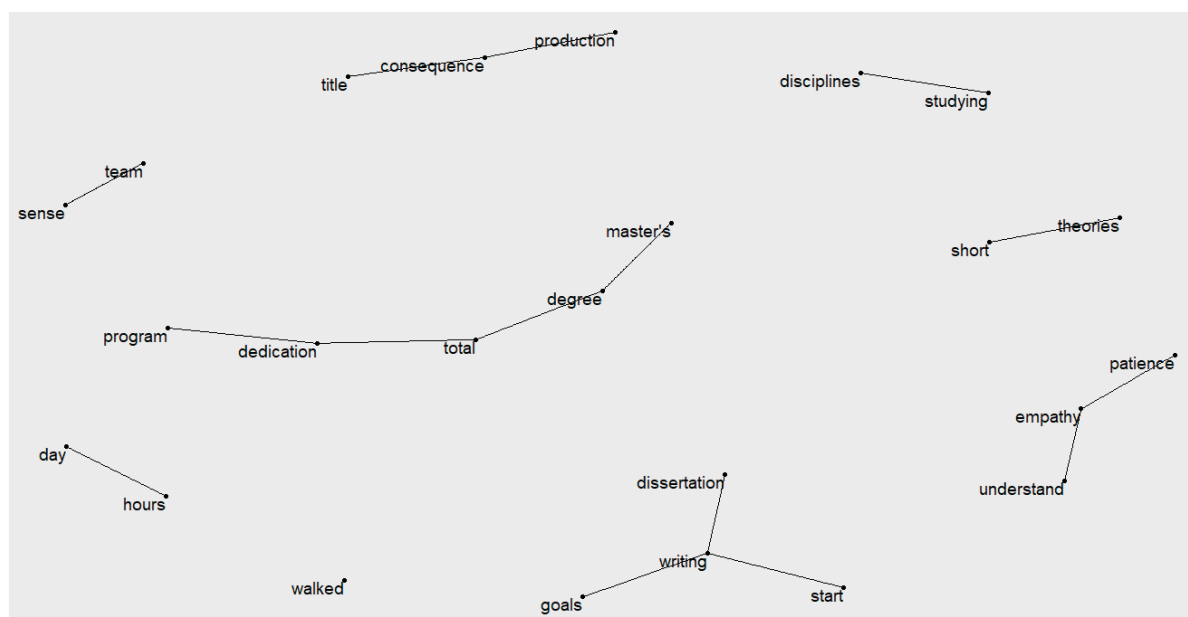 production
consequence
title
disciplines
studying
team
sense
theories
short
master's
degree
program
dedication
total
patience
empathy
understand
day
hours
dissertation
writing
walked
goals
start